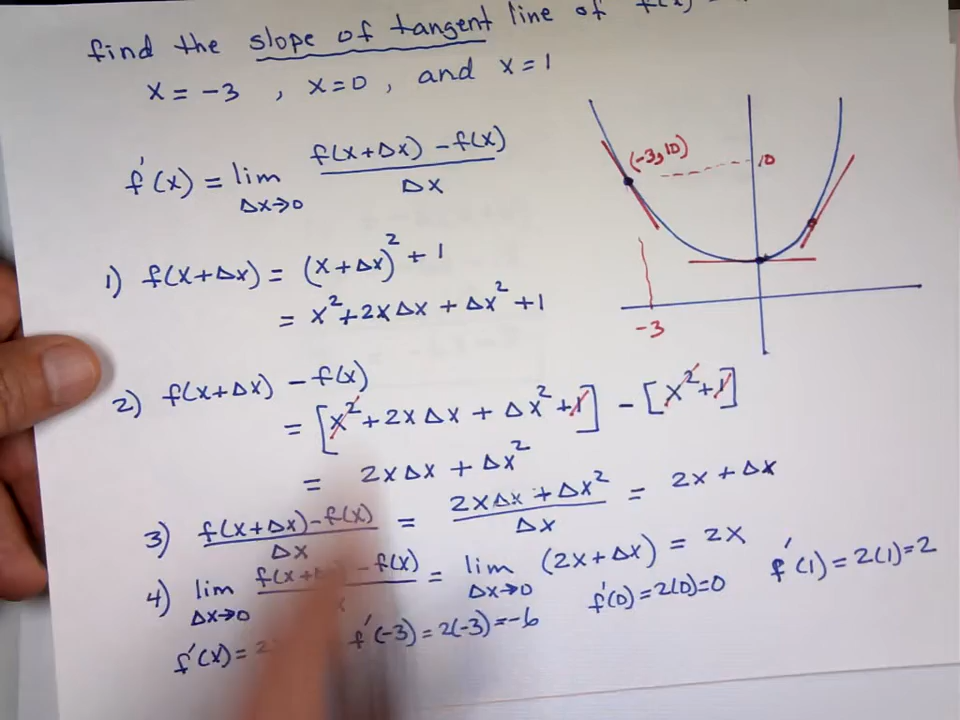 find the slope of tangent line of f(x) =
x = -3 , x=0 , and x=1
f'(x) = lim Δx→0 f(x+Δx) - f(x) / Δx
1) f(x+Δx) = (x+Δx)² + 1
= x²+2xΔx + Δx² +1
2) f(x+Δx) - f(x)
= [x²+2xΔx + Δx²+1] - [x²+1]
= 2xΔx + Δx²
3) f(x+Δx)-f(x) / Δx = 2xΔx + Δx² / Δx = 2x + Δx
4) lim Δx→0 f(x+ - f(x) = lim Δx→0 (2x+Δx) = 2x
f'(x) = 2 f'(-3) = 2(-3) = -6 f'(0) = 2(0) = 0 f'(1) = 2(1) = 2
(-3,10)
10
-3